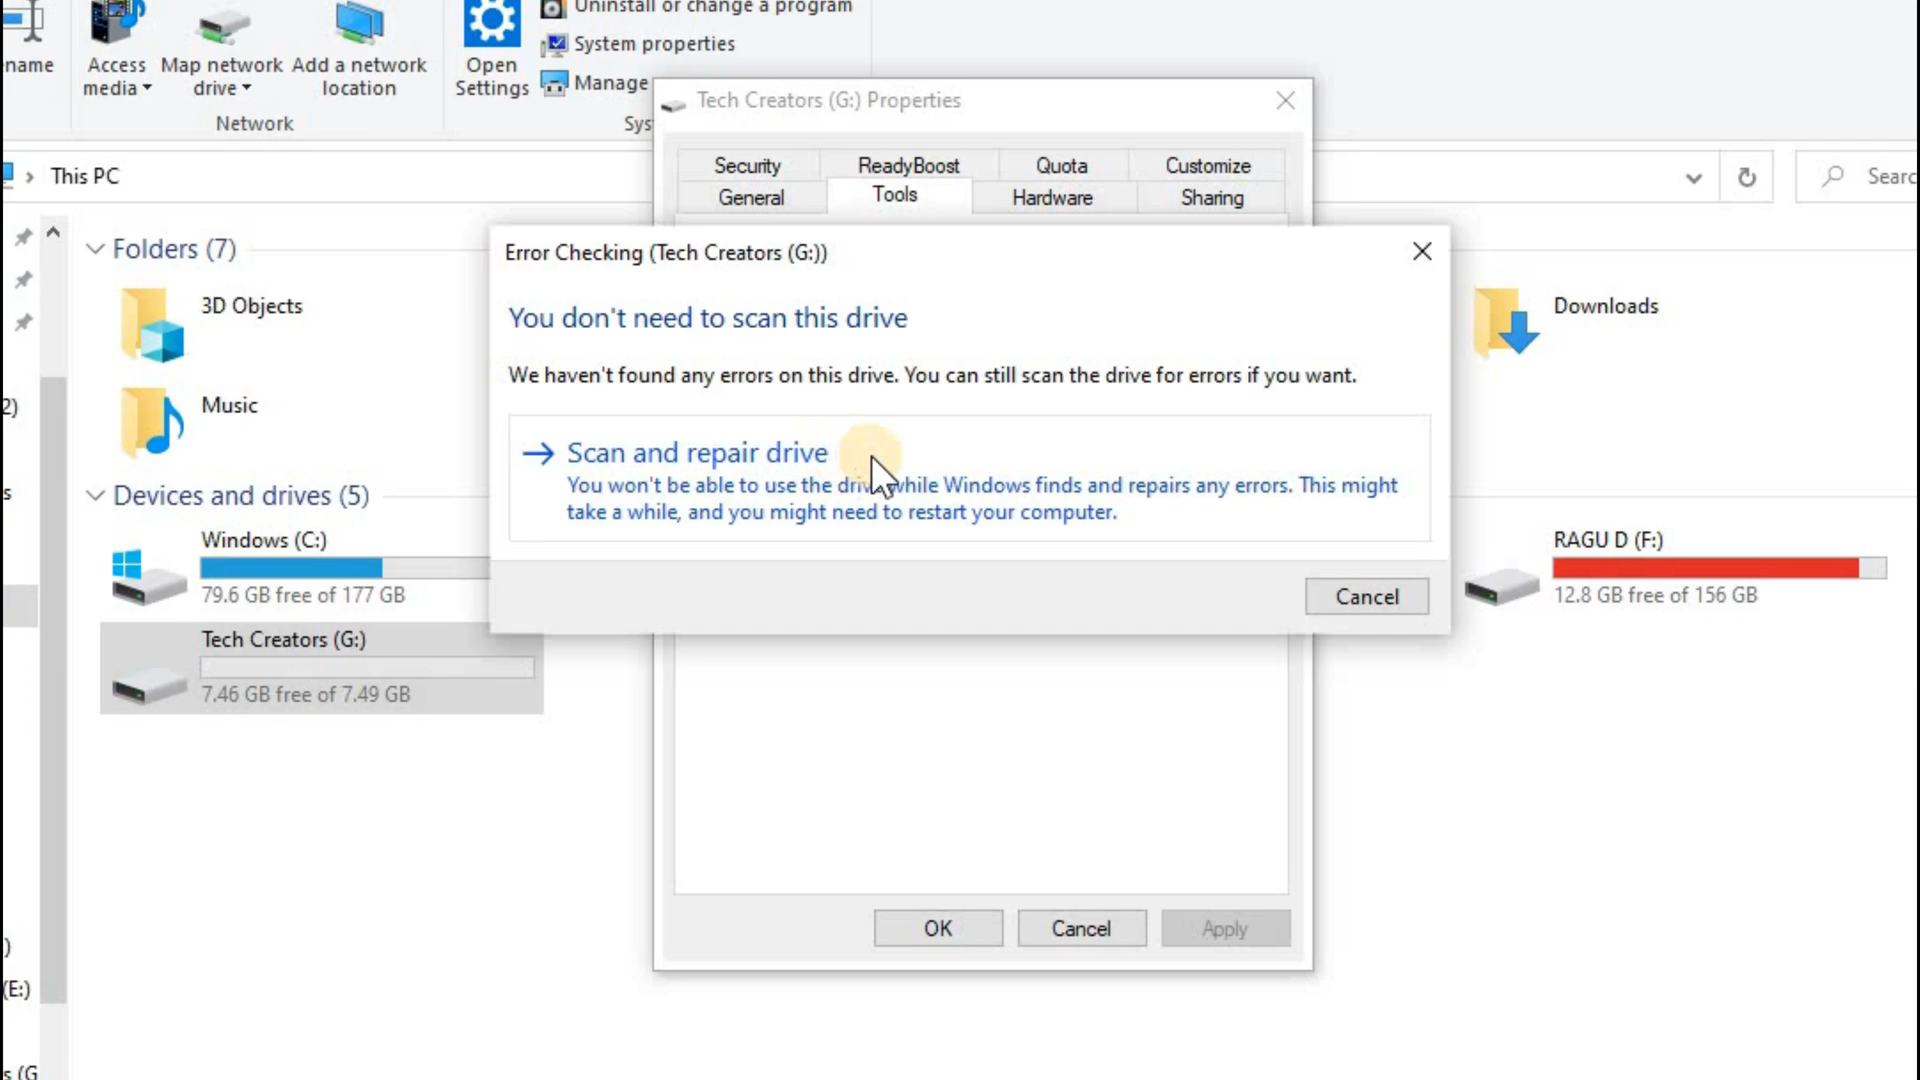 Uninstall or change a program
ename
Access
media
Map network
drive
Add a network
location
Open
Settings
System properties
Manage
Network
Sys
Tech Creators (G:) Properties
This PC
Searc
Security
ReadyBoost
Quota
Customize
General
Tools
Hardware
Sharing
Folders (7)
3D Objects
Music
Downloads
Error Checking (Tech Creators (G:))
You don't need to scan this drive
We haven't found any errors on this drive. You can still scan the drive for errors if you want.
Scan and repair drive
You won't be able to use the drive while Windows finds and repairs any errors. This might
take a while, and you might need to restart your computer.
Cancel
2)
s
Devices and drives (5)
Windows (C:)
79.6 GB free of 177 GB
RAGU D (F:)
12.8 GB free of 156 GB
Tech Creators (G:)
7.46 GB free of 7.49 GB
OK
Cancel
Apply
)
(E:)
s (G